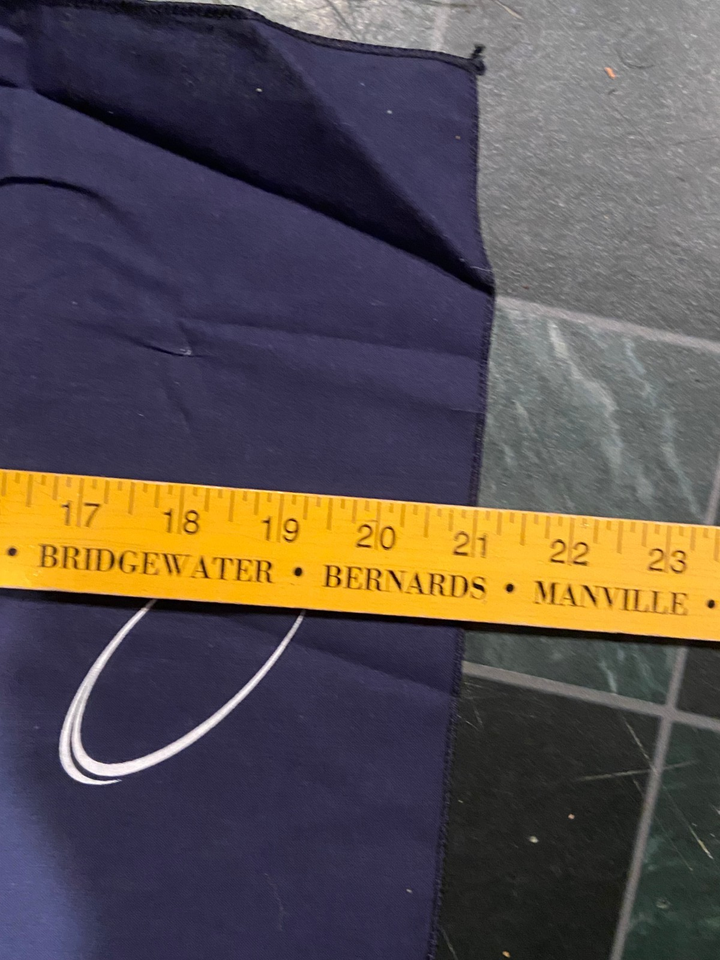 17 18 19 20 21 22 23
• BRIDGEWATER • BERNARDS • MANVILLE •